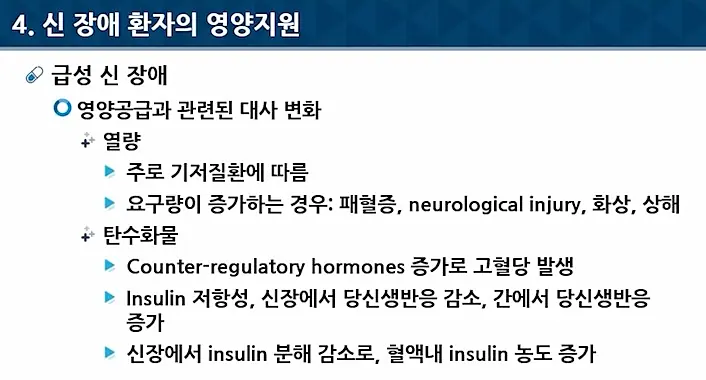 4. 신 장애 환자의 영양지원
급성 신 장애
영양공급과 관련된 대사 변화
열량
주로 기저질환에 따름
요구량이 증가하는 경우: 패혈증, neurological injury, 화상, 상해
탄수화물
Counter-regulatory hormones 증가로 고혈당 발생
Insulin 저항성, 신장에서 당신생반응 감소, 간에서 당신생반응
증가
신장에서 insulin 분해 감소로, 혈액내 insulin 농도 증가